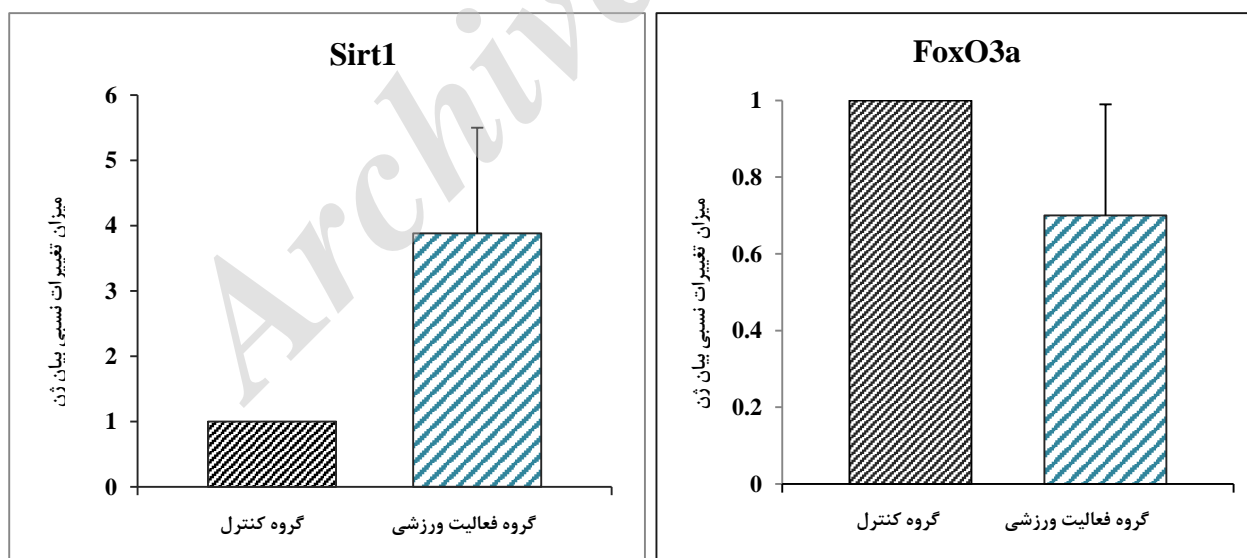 Archive
Sirt1
میزان تغییرات نسبی بیان ژن
6
5
4
3
2
1
0
گروه کنترل
گروه فعالیت ورزشی
FoxO3a
میزان تغییرات نسبی بیان ژن
1
0.8
0.6
0.4
0.2
0
گروه کنترل
گروه فعالیت ورزشی